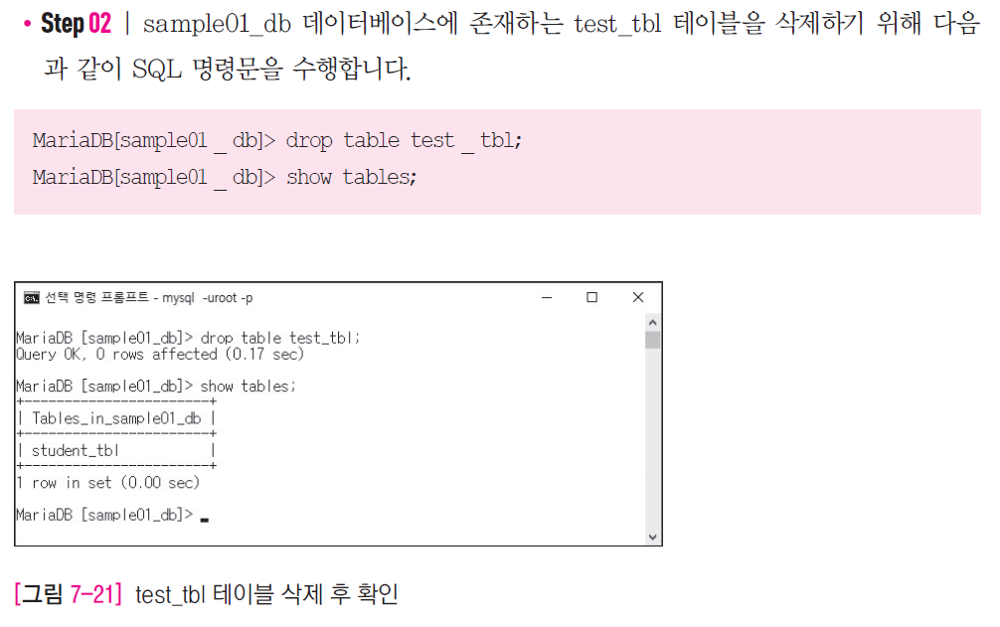 • Step 02 | sample01_db 데이터베이스에 존재하는 test_tbl 테이블을 삭제하기 위해 다음
과 같이 SQL 명령문을 수행합니다.
MariaDB[sample01 _ db]> drop table test _ tbl;
MariaDB[sample01 _ db]> show tables;
선택 명령 프롬프트 - mysql -uroot -p
MariaDB [sample01_db]> drop table test_tbl;
Query OK, 0 rows affected (0.17 sec)
MariaDB [sample01_db]> show tables;
+-----------------------+
| Tables_in_sample01_db |
+-----------------------+
| student_tbl           |
+-----------------------+
1 row in set (0.00 sec)
MariaDB [sample01_db]>
[그림 7-21] test_tbl 테이블 삭제 후 확인